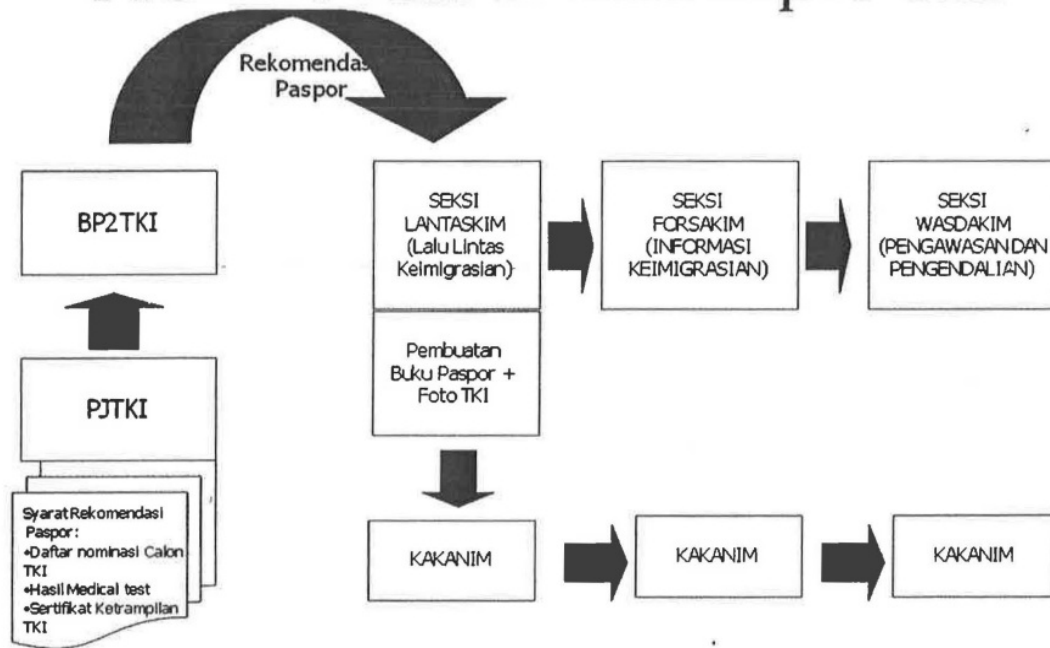 Rekomendas
Paspor
BP2TKI
SEKSI
LANTASKIM
(Lalu Lintas
Keimigrasian)
SEKSI
FORSAKIM
(INFORMASI
KEIMIGRASIAN)
SEKSI
WASDAKIM
(PENGAWASAN DAN
PENGENDALIAN)
Pembuatan
Buku Paspor +
Foto TKI
PJTKI
Syarat Rekomendasi
Paspor:
•Daftar nominasi Calon
TKI
•Hasil Medical test
•Sertifikat Ketrampilan
TKI
KAKANIM
KAKANIM
KAKANIM